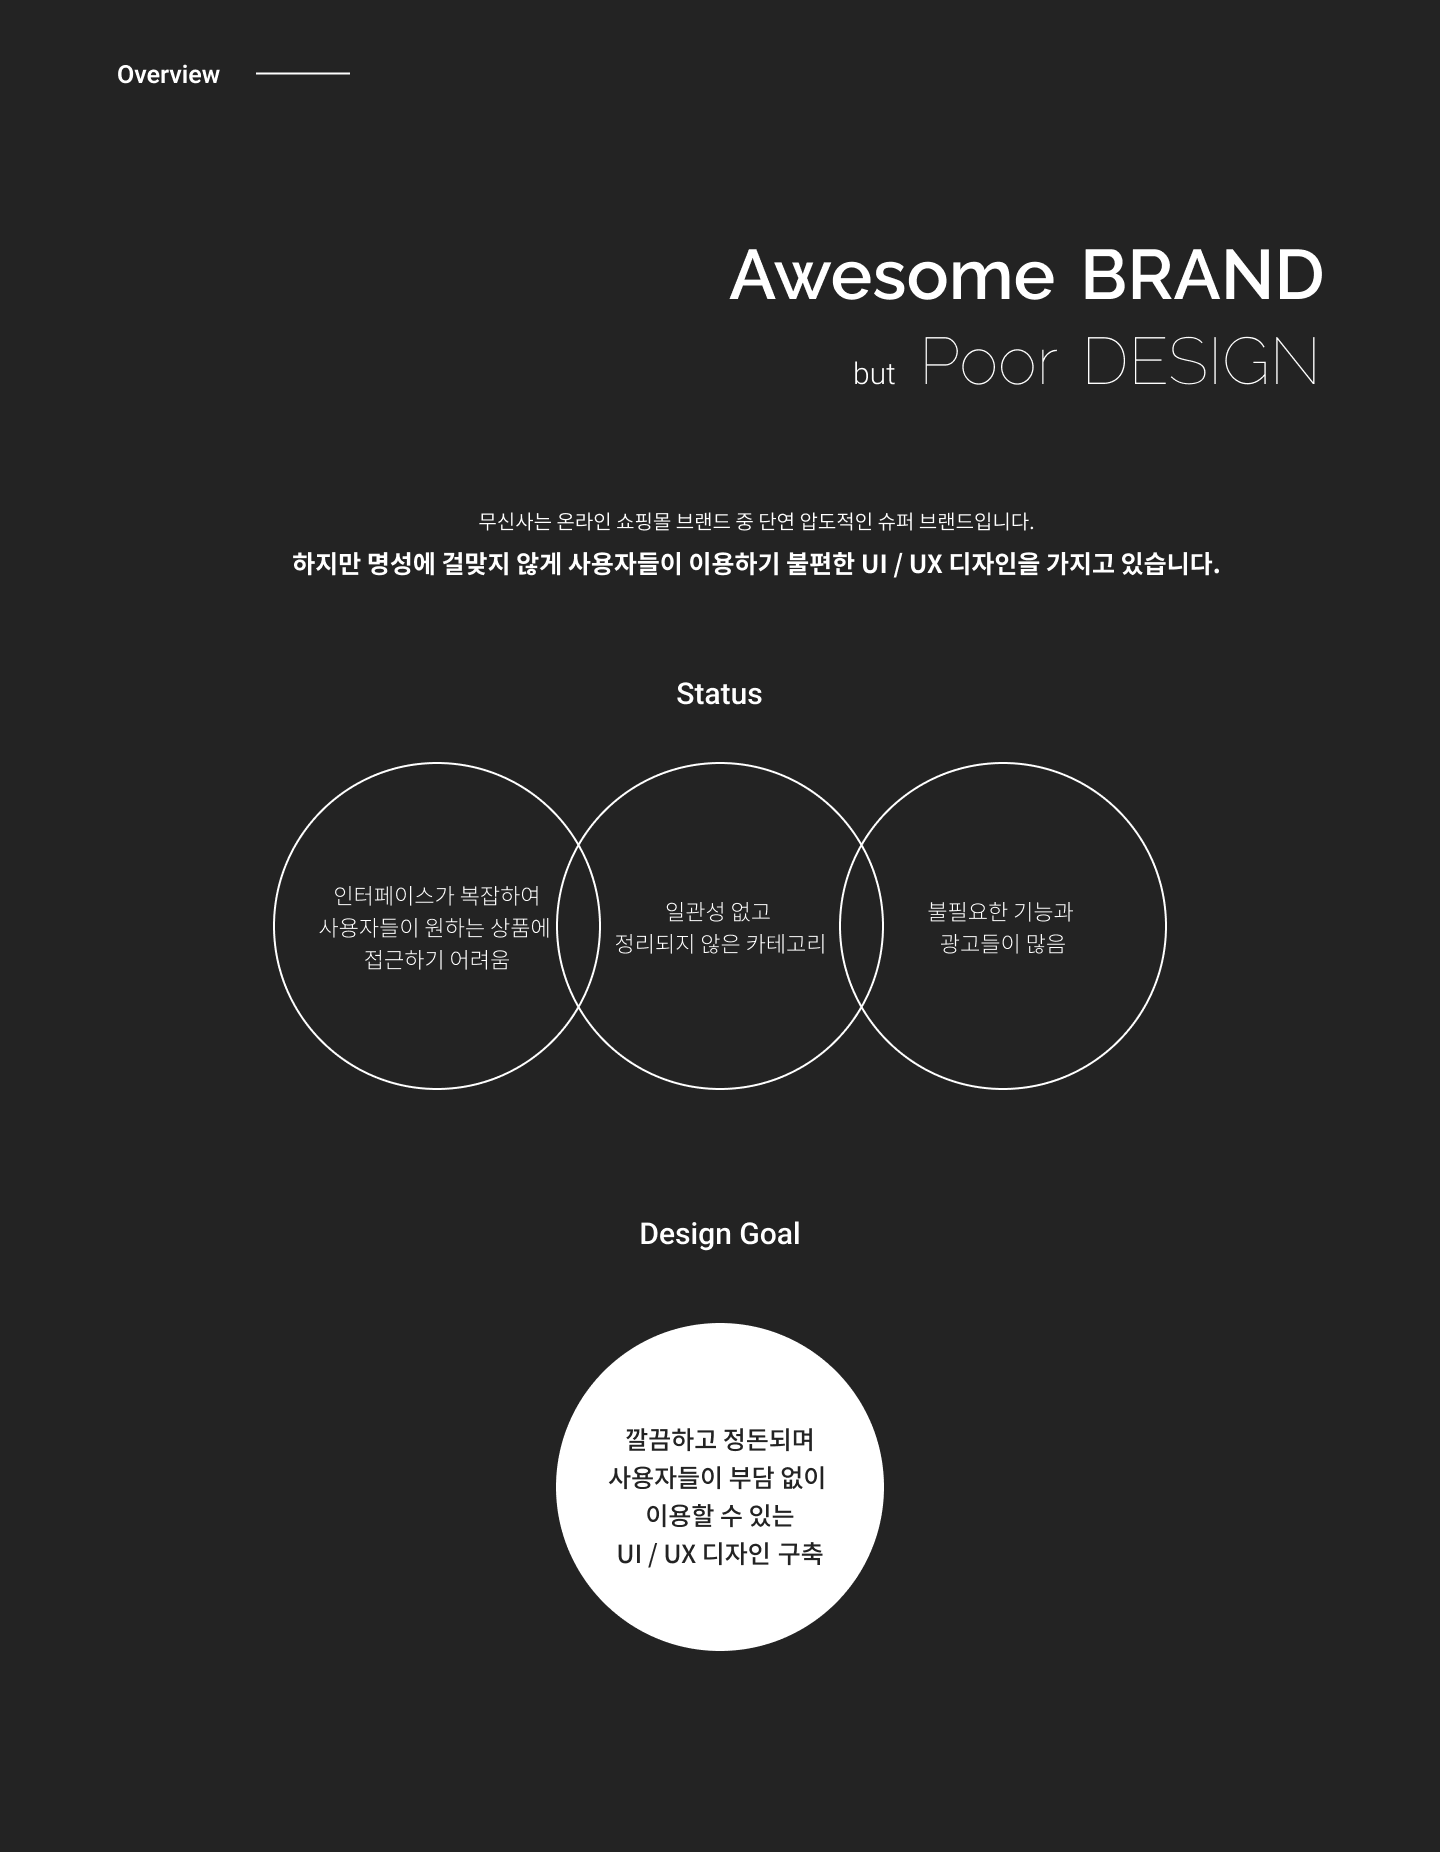 Overview
Awesome BRAND
but Poor DESIGN
무신사는 온라인 쇼핑몰 브랜드 중 단연 압도적인 슈퍼 브랜드입니다.
하지만 명성에 걸맞지 않게 사용자들이 이용하기 불편한 UI / UX 디자인을 가지고 있습니다.
Status
인터페이스가 복잡하여
사용자들이 원하는 상품에
접근하기 어려움
일관성 없고
정리되지 않은 카테고리
불필요한 기능과
광고들이 많음
Design Goal
깔끔하고 정돈되며
사용자들이 부담 없이
이용할 수 있는
UI / UX 디자인 구축